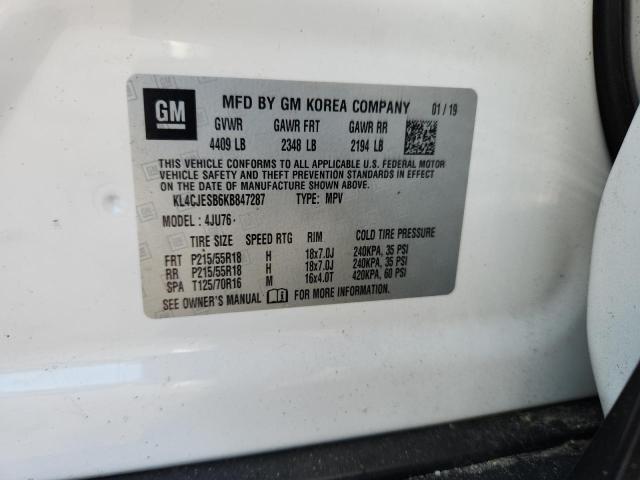 GM MFD BY GM KOREA COMPANY 01 / 19
GVWR GAWR FRT GAWR RR
4409 LB 2348 LB 2194 LB
THIS VEHICLE CONFORMS TO ALL APPLICABLE U.S. FEDERAL MOTOR
VEHICLE SAFETY AND THEFT PREVENTION STANDARDS IN EFFECT
ON THE DATE OF MANUFACTURE SHOWN ABOVE.
KL4CJESB6KB847287 TYPE: MPV
MODEL: 4JU76
TIRE SIZE SPEED RTG RIM COLD TIRE PRESSURE
FRT P215/55R18 H 18x7.0J 240KPA, 35 PSI
RR P215/55R18 H 18x7.0J 240KPA, 35 PSI
SPA T125/70R16 M 16x4.0T 420KPA, 60 PSI
SEE OWNER'S MANUAL FOR MORE INFORMATION.